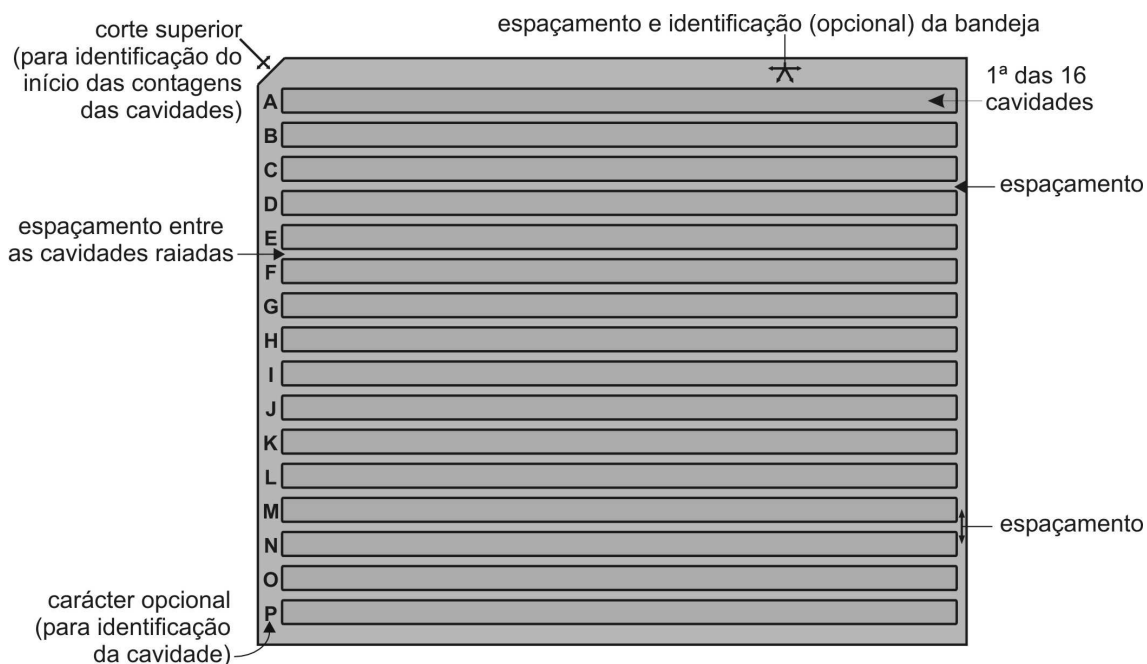 corte superior
(para identificação do
início das contagens
das cavidades)
espaçamento e identificação (opcional) da bandeja
1ª das 16
cavidades
A
B
C
espaçamento
D
espaçamento entre
as cavidades raiadas
E
F
G
H
I
J
K
L
M
espaçamento
N
O
P
carácter opcional
(para identificação
da cavidade)